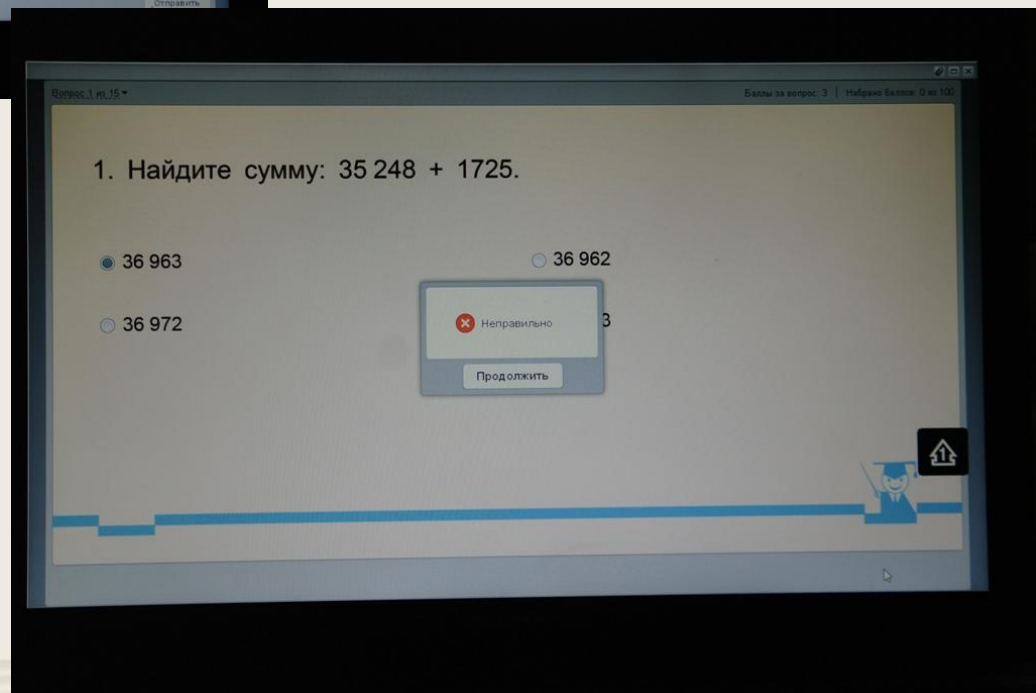 Отправить
Вопрос 1 из 15
Баллы за вопрос: 3 | Набрано баллов: 0 из 100
1. Найдите сумму: 35 248 + 1725.
36 963
36 962
36 972
3
Неправильно
Продолжить
1